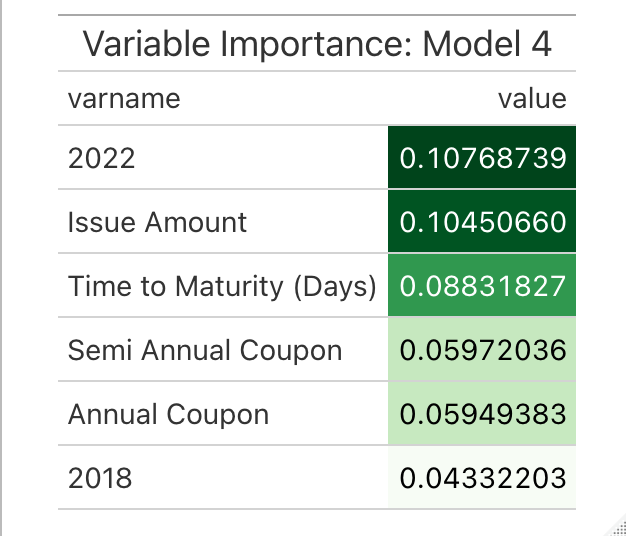 Variable Importance: Model 4
varname value
2022 0.10768739
Issue Amount 0.10450660
Time to Maturity (Days) 0.08831827
Semi Annual Coupon 0.05972036
Annual Coupon 0.05949383
2018 0.04332203